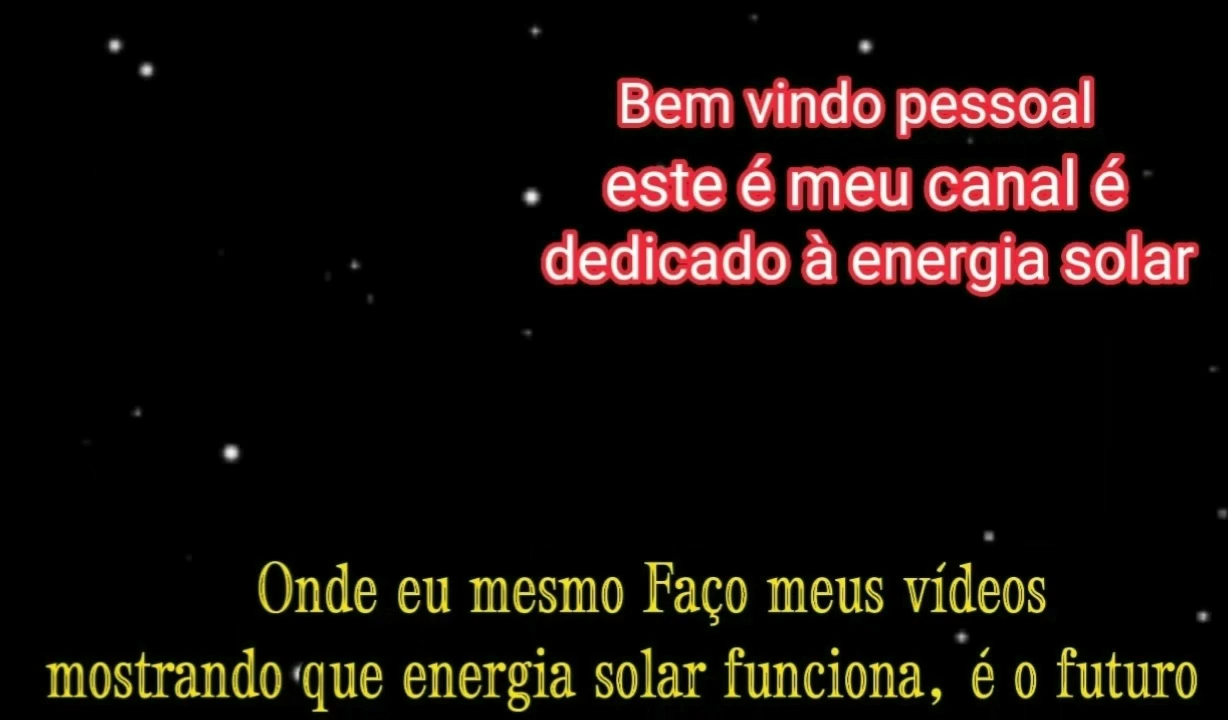 Bem vindo pessoal
este é meu canal é
dedicado à energia solar
Onde eu mesmo Faço meus vídeos
mostrando que energia solar funciona, é o futuro